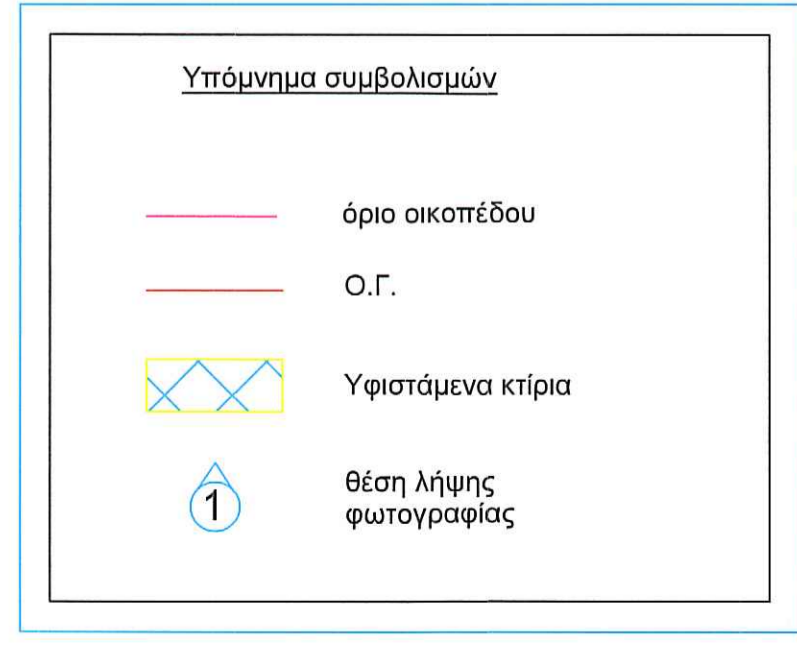 Υπόμνημα συμβολισμών
όριο οικοπέδου
Ο.Γ.
Υφιστάμενα κτίρια
1
θέση λήψης
φωτογραφίας